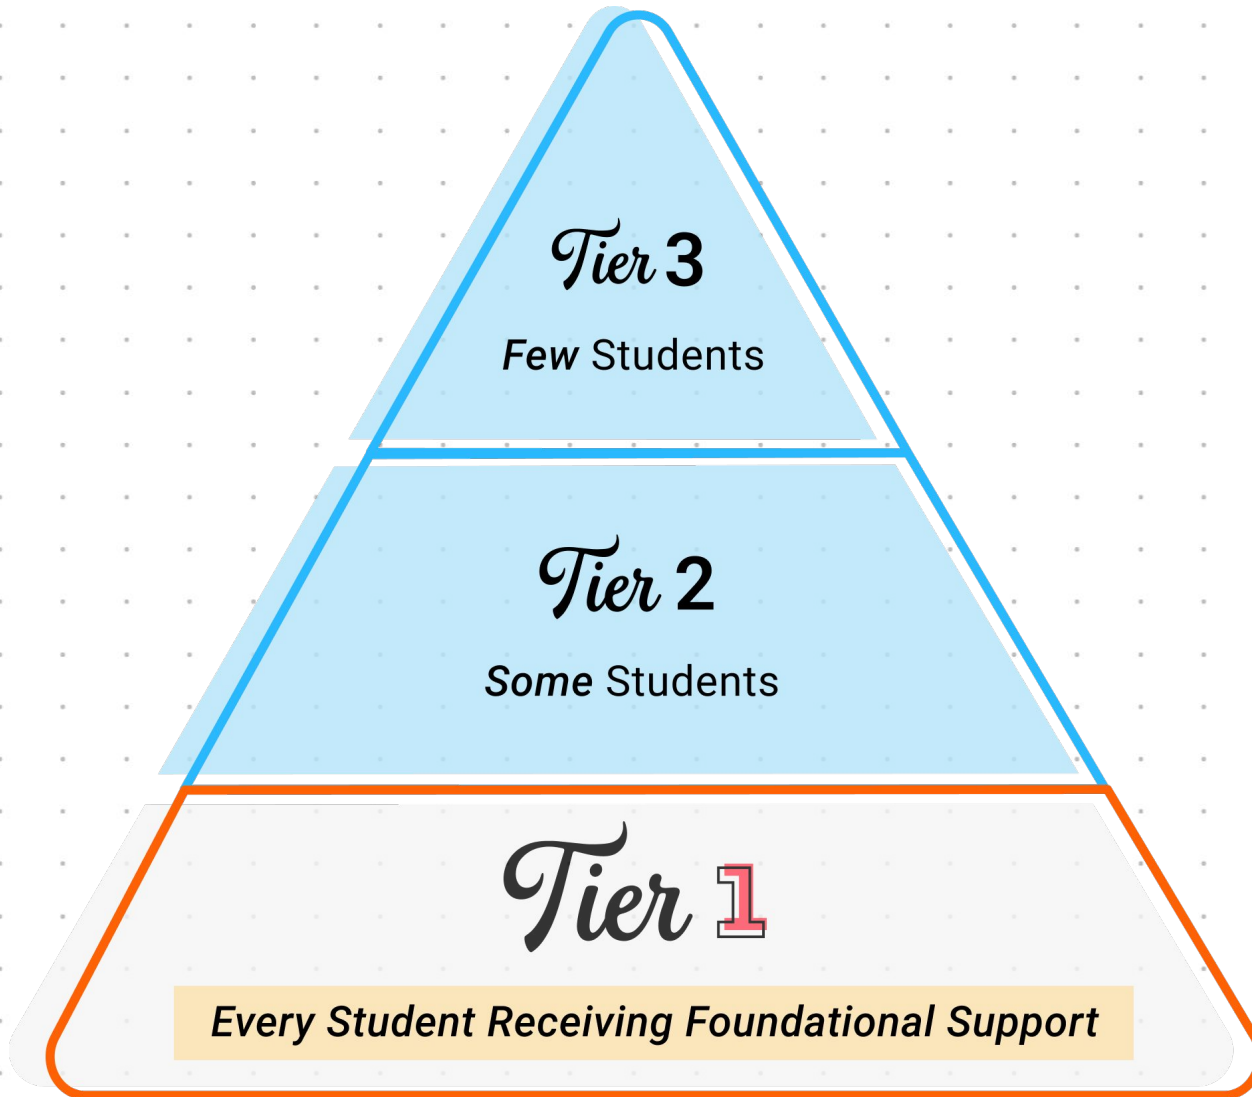 Tier 3
Few Students
Tier 2
Some Students
Tier 1
Every Student Receiving Foundational Support